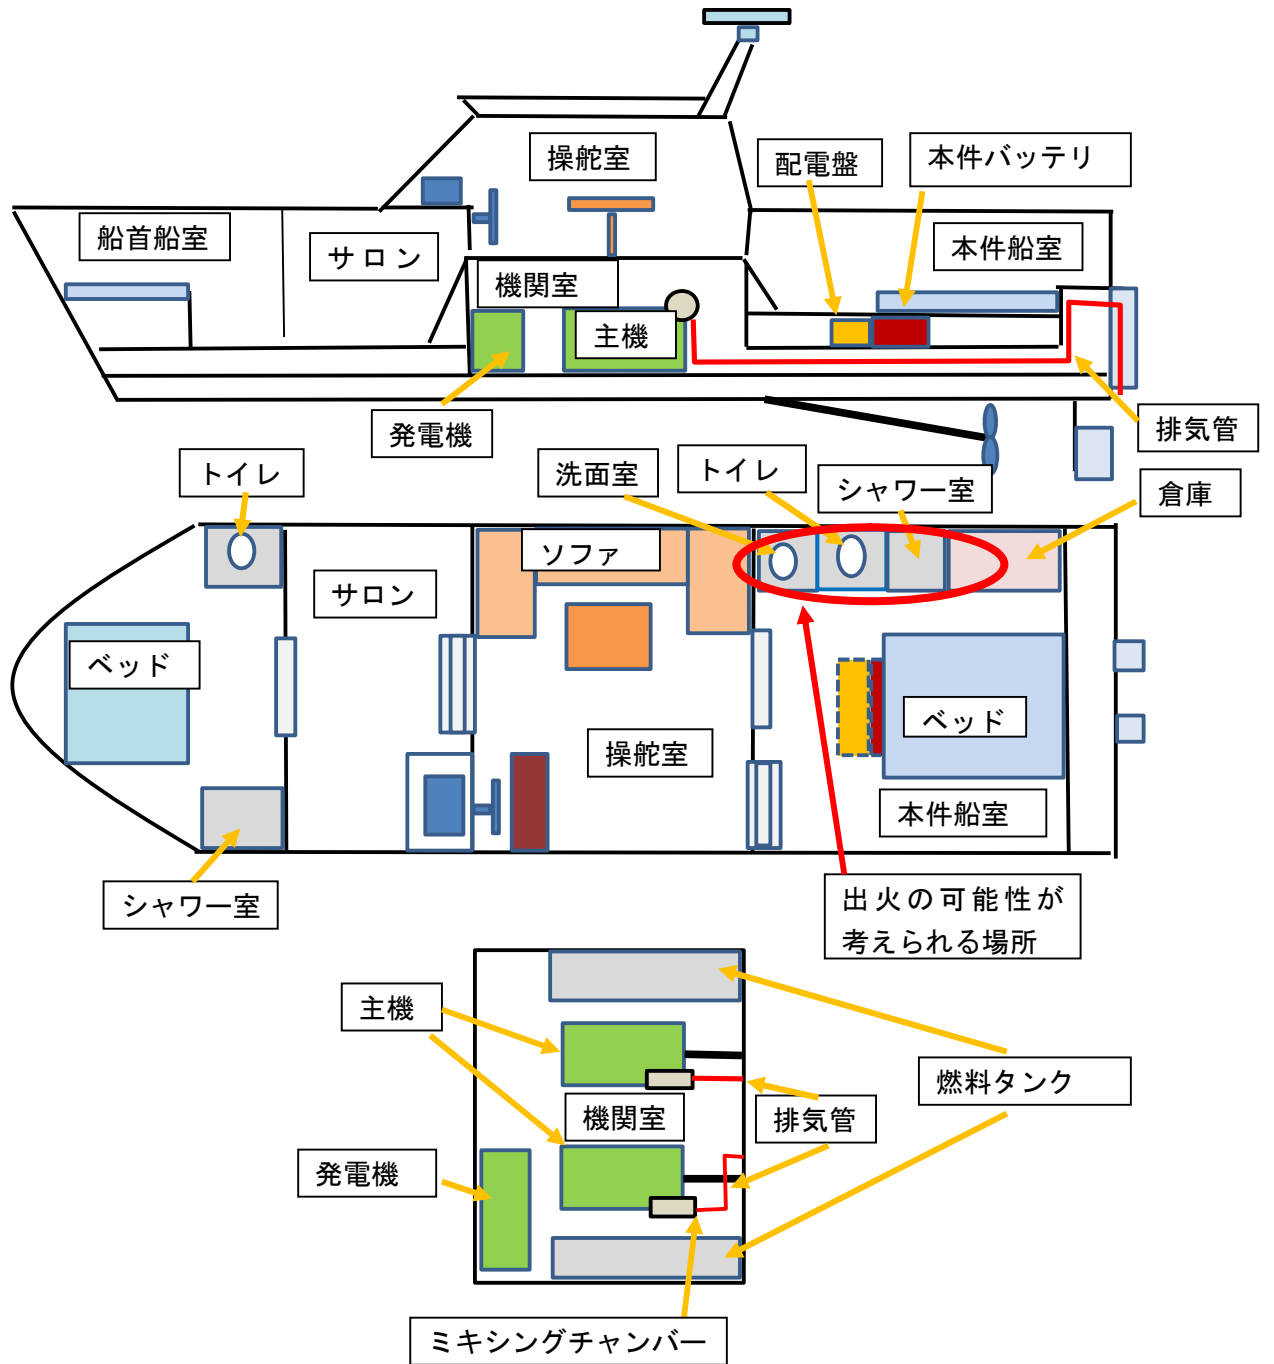 操舵室
配電盤
本件バッテリ
船首船室
サロン
機関室
主機
本件船室
発電機
排気管
トイレ
洗面室
トイレ
シャワー室
倉庫
ソファ
サロン
ベッド
操舵室
ベッド
本件船室
シャワー室
出火の可能性が
考えられる場所
主機
燃料タンク
機関室
排気管
発電機
ミキシングチャンバー